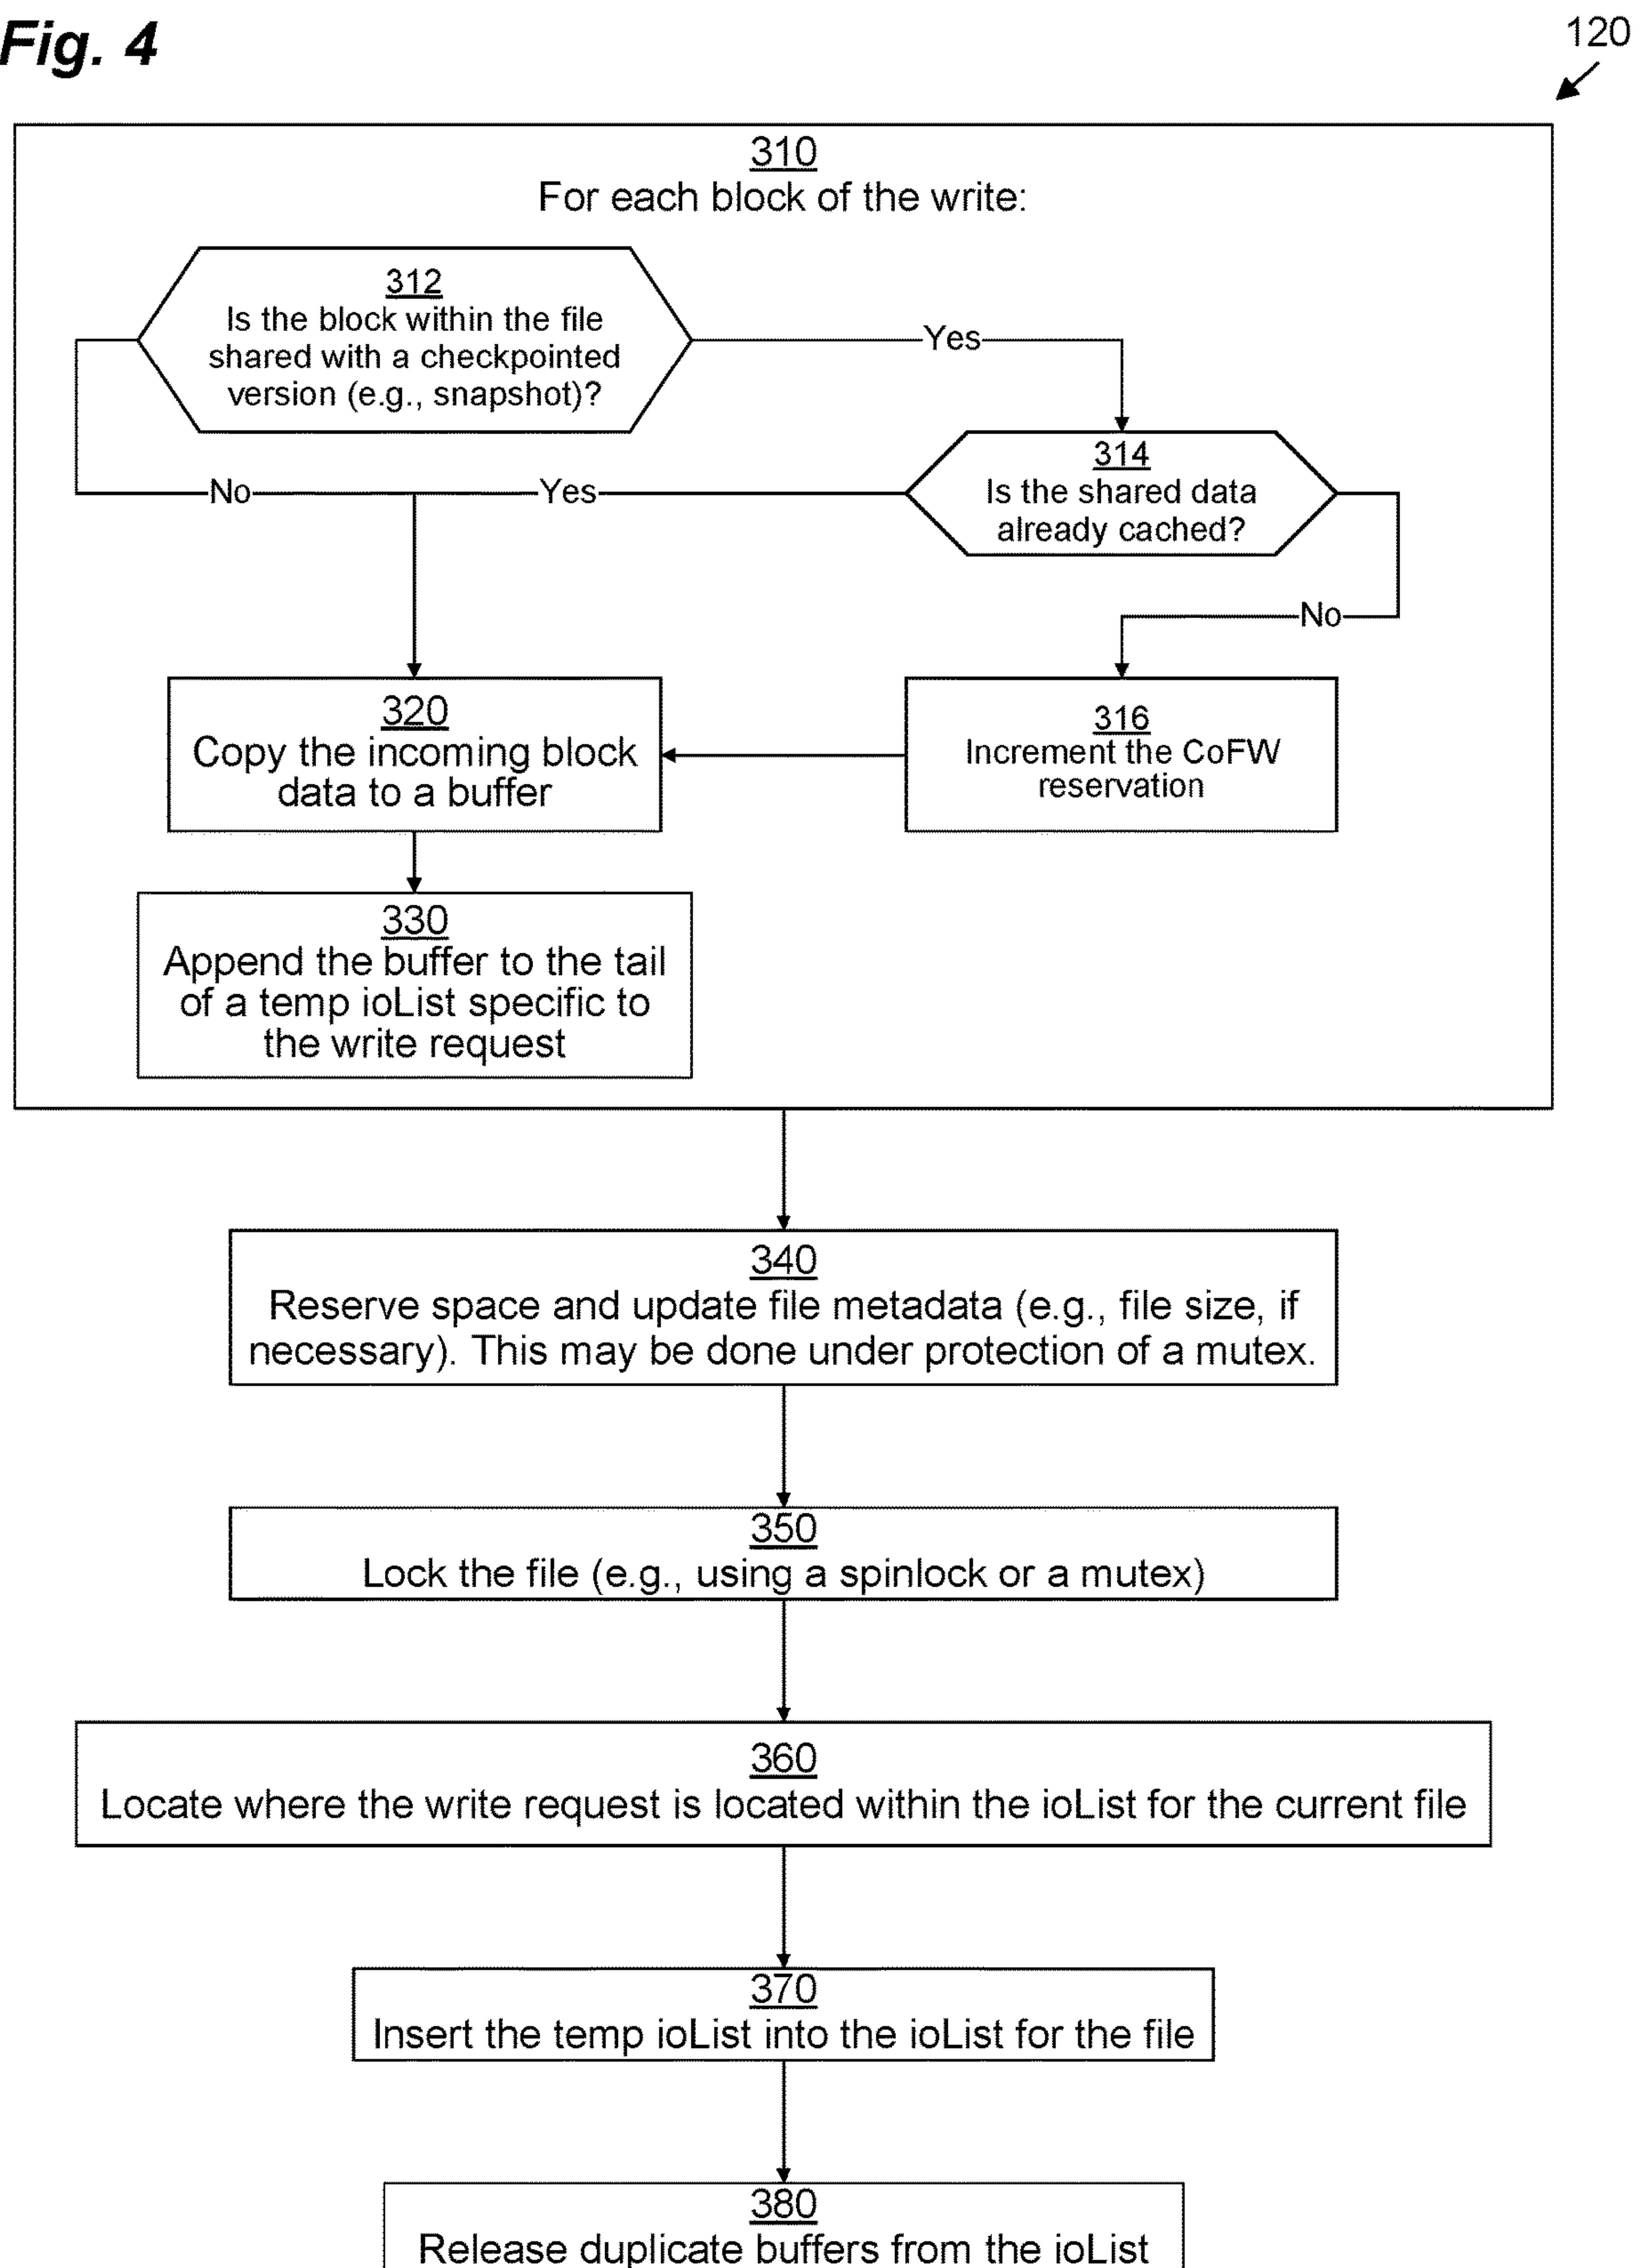 Fig. 4
120
310
For each block of the write:
312
Is the block within the file
shared with a checkpointed
version (e.g., snapshot)?
Yes
314
Is the shared data
already cached?
No
Yes
No
320
Copy the incoming block
data to a buffer
316
Increment the CoFW
reservation
330
Append the buffer to the tail
of a temp ioList specific to
the write request
340
Reserve space and update file metadata (e.g., file size, if
necessary). This may be done under protection of a mutex.
350
Lock the file (e.g., using a spinlock or a mutex)
360
Locate where the write request is located within the ioList for the current file
370
Insert the temp ioList into the ioList for the file
380
Release duplicate buffers from the ioList